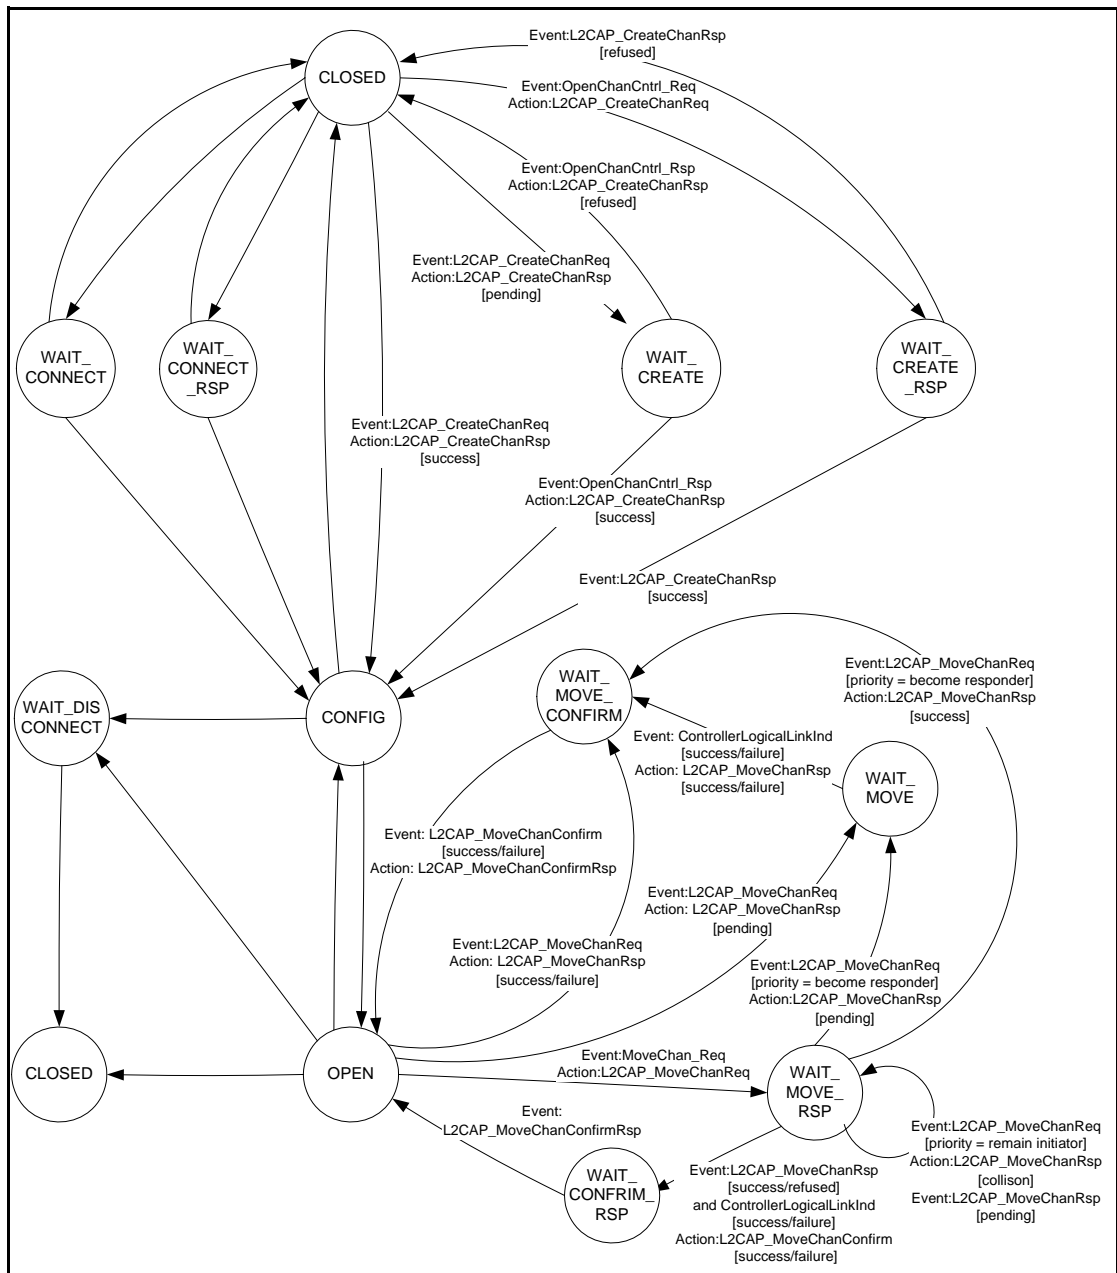 Event:L2CAP_CreateChanRsp
[refused]
CLOSED
Event:OpenChanCntrl_Req
Action:L2CAP_CreateChanReq
Event:OpenChanCntrl_Rsp
Action:L2CAP_CreateChanRsp
[refused]
Event:L2CAP_CreateChanReq
Action:L2CAP_CreateChanRsp
[pending]
WAIT_
CONNECT
WAIT_
CONNECT
_RSP
WAIT_
CREATE
WAIT_
CREATE
_RSP
Event:L2CAP_CreateChanReq
Action:L2CAP_CreateChanRsp
[success]
Event:OpenChanCntrl_Rsp
Action:L2CAP_CreateChanRsp
[success]
Event:L2CAP_CreateChanRsp
[success]
WAIT_DIS
CONNECT
CONFIG
WAIT_
MOVE_
CONFIRM
Event:L2CAP_MoveChanReq
[priority = become responder]
Action:L2CAP_MoveChanRsp
[success]
Event: ControllerLogicalLinkInd
[success/failure]
Action: L2CAP_MoveChanRsp
[success/failure]
WAIT_
MOVE
Event: L2CAP_MoveChanConfirm
[success/failure]
Action: L2CAP_MoveChanConfirmRsp
Event:L2CAP_MoveChanReq
Action: L2CAP_MoveChanRsp
[pending]
Event:L2CAP_MoveChanReq
Action: L2CAP_MoveChanRsp
[success/failure]
Event:L2CAP_MoveChanReq
[priority = become responder]
Action:L2CAP_MoveChanRsp
[pending]
CLOSED
OPEN
Event:MoveChan_Req
Action:L2CAP_MoveChanReq
WAIT_
MOVE_
RSP
Event:
L2CAP_MoveChanConfirmRsp
Event:L2CAP_MoveChanReq
[priority = remain initiator]
Action:L2CAP_MoveChanRsp
[collison]
Event:L2CAP_MoveChanRsp
[pending]
WAIT_
CONFRIM_
RSP
Event:L2CAP_MoveChanRsp
[success/refused]
and ControllerLogicalLinkInd
[success/failure]
Action:L2CAP_MoveChanConfirm
[success/failure]